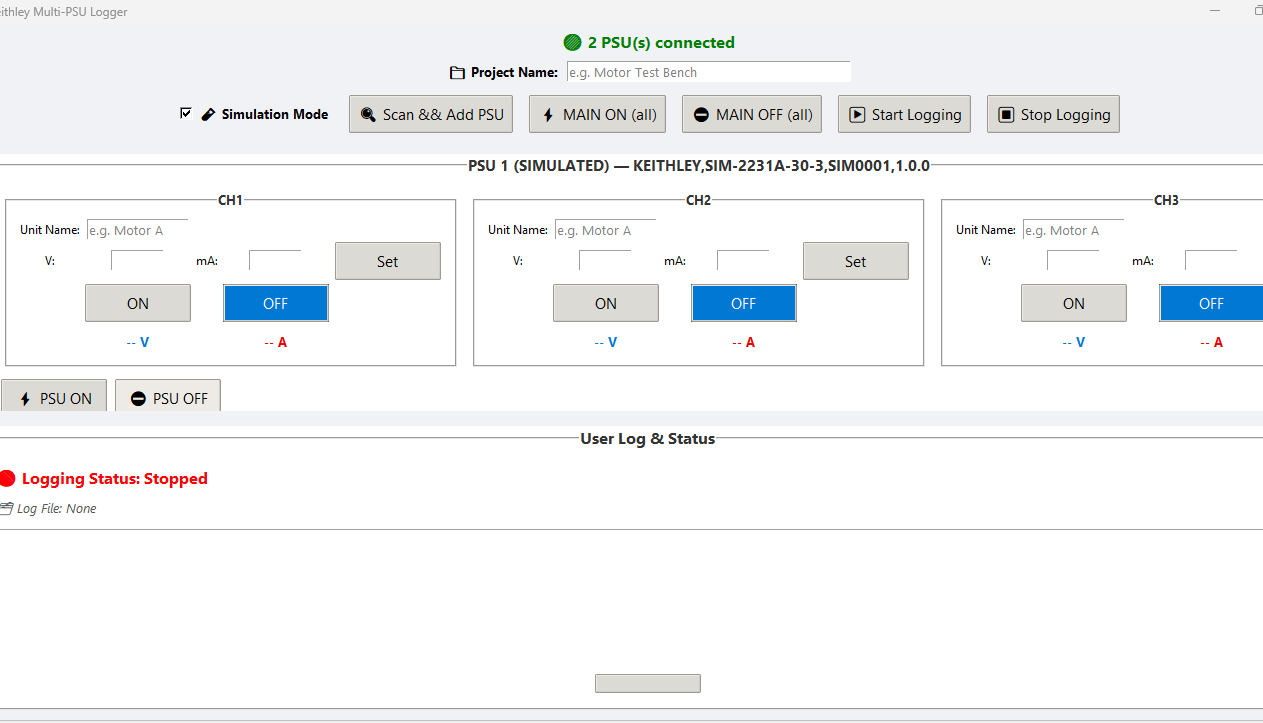 eithley Multi-PSU Logger
2 PSU(s) connected
Project Name: e.g. Motor Test Bench
Simulation Mode Scan && Add PSU MAIN ON (all) MAIN OFF (all) Start Logging Stop Logging
PSU 1 (SIMULATED) — KEITHLEY,SIM-2231A-30-3,SIM0001,1.0.0
CH1 CH2 CH3
Unit Name: e.g. Motor A Unit Name: e.g. Motor A Unit Name: e.g. Motor A
V: mA: Set V: mA: Set V: mA:
ON OFF ON OFF ON OFF
-- V -- A -- V -- A -- V -- A
PSU ON PSU OFF
User Log & Status
Logging Status: Stopped
Log File: None